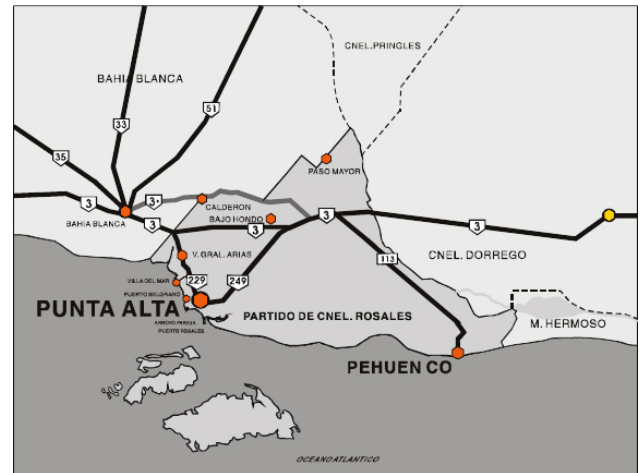 CNEL.PRINGLES
BAHIA BLANCA
51
33
35
3
3•
BAHIA BLANCA
3
PASO MAYOR
CALDERON
BAJO HONDO
3
3
3
V. GRAL. ARIAS
113
CNEL. DORREGO
229
249
VILLA DEL MAR
PUERTO BELGRANO
PUNTA ALTA
ARROYO PAREJA
PUERTO ROSALES
PARTIDO DE CNEL. ROSALES
M. HERMOSO
PEHUEN CO
OCEANO ATLANTICO